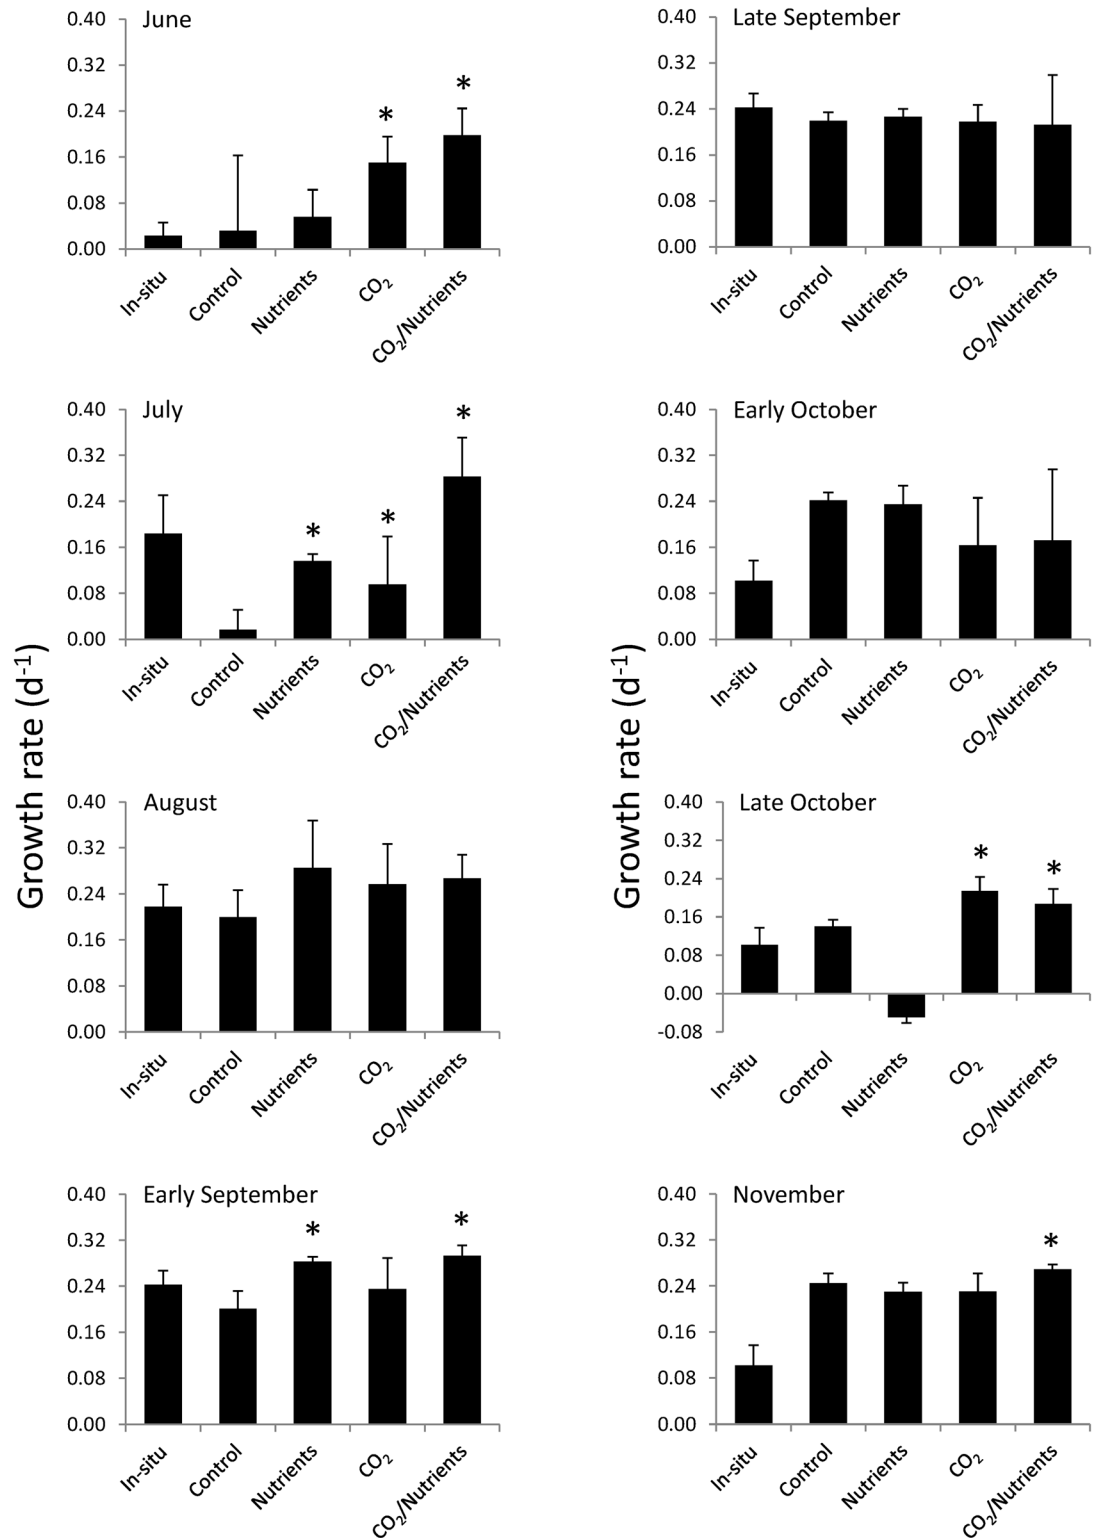 June
0.40
0.32
0.24
0.16
0.08
0.00
*
*
In-situ
Control
Nutrients
CO₂
CO₂/Nutrients
Late September
0.40
0.32
0.24
0.16
0.08
0.00
In-situ
Control
Nutrients
CO₂
CO₂/Nutrients
July
0.40
0.32
0.24
0.16
0.08
0.00
*
*
*
In-situ
Control
Nutrients
CO₂
CO₂/Nutrients
Early October
0.40
0.32
0.24
0.16
0.08
0.00
In-situ
Control
Nutrients
CO₂
CO₂/Nutrients
Growth rate (d⁻¹)
Growth rate (d⁻¹)
August
0.40
0.32
0.24
0.16
0.08
0.00
In-situ
Control
Nutrients
CO₂
CO₂/Nutrients
Late October
0.40
0.32
0.24
0.16
0.08
0.00
-0.08
*
*
In-situ
Control
Nutrients
CO₂
CO₂/Nutrients
Early September
0.40
0.32
0.24
0.16
0.08
0.00
*
*
In-situ
Control
Nutrients
CO₂
CO₂/Nutrients
November
0.40
0.32
0.24
0.16
0.08
0.00
*
In-situ
Control
Nutrients
CO₂
CO₂/Nutrients